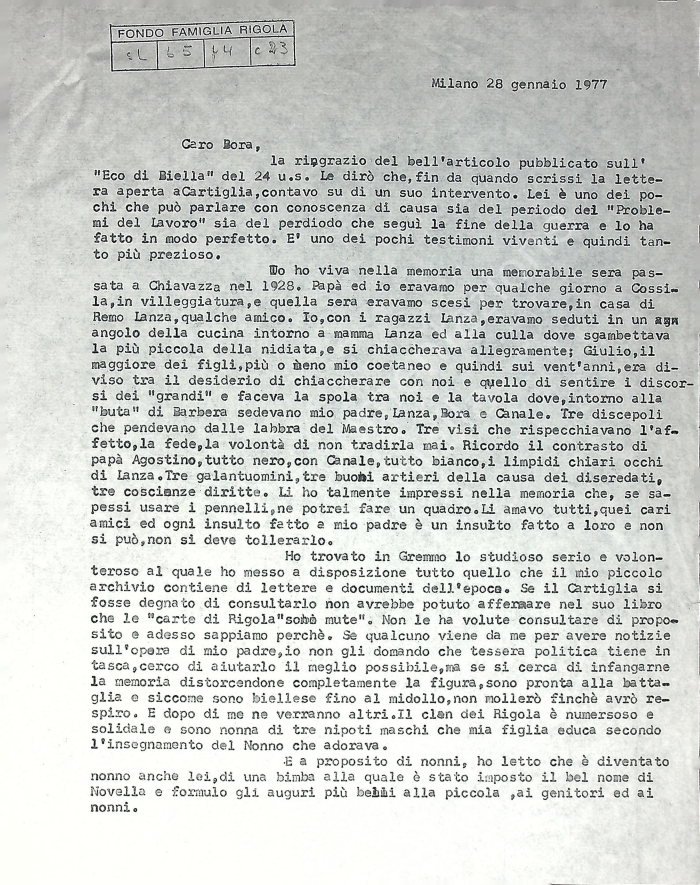 FONDO FAMIGLIA RIGOLA
sL b5 f4 c23
Milano 28 gennaio 1977
Caro Bora,
la ringrazio del bell'articolo pubblicato sull'
"Eco di Biella" del 24 u.s. Le dirò che,fin da quando scrissi la lette-
ra aperta aCartiglia,contavo su di un suo intervento. Lei è uno dei po-
chi che può parlare con conoscenza di causa sia del periodo dei "Proble-
mi del Lavoro" sia del perdiodo che seguì la fine della guerra e lo ha
fatto in modo perfetto. E' uno dei pochi testimoni viventi e quindi tan-
to più prezioso.
Io ho viva nella memoria una memorabile sera pas-
sata a Chiavazza nel 1928. Papà ed io eravamo per qualche giorno a Cossi-
la,in villeggiatura,e quella sera eravamo scesi per trovare,in casa di
Remo Lanza,qualche amico. Io,con i ragazzi Lanza,eravamo seduti in un
angolo della cucina intorno a mamma Lanza ed alla culla dove sgambettava
la più piccola della nidiata,e si chiaccherava allegramente; Giulio,il
maggiore dei figli,più o meno mio coetaneo e quindi sui vent'anni,era di-
viso tra il desiderio di chiaccherare con noi e quello di sentire i discor-
si dei "grandi" e faceva la spola tra noi e la tavola dove,intorno alla
"buta" di Barbera sedevano mio padre,Lanza,Bora e Canale. Tre discepoli
che pendevano dalle labbra del Maestro. Tre visi che rispecchiavano l'af-
fetto,la fede,la volontà di non tradirla mai. Ricordo il contrasto di
papà Agostino,tutto nero,con Canale,tutto bianco,i limpidi chiari occhi
di Lanza.Tre galantuomini,tre buoni artieri della causa dei diseredati,
tre coscienze diritte. Li ho talmente impressi nella memoria che, se sa-
pessi usare i pennelli,ne potrei fare un quadro.Li amavo tutti,quei cari
amici ed ogni insulto fatto a mio padre è un insulto fatto a loro e non
si può,non si deve tollerarlo.
Ho trovato in Gremmo lo studioso serio e volon-
teroso al quale ho messo a disposizione tutto quello che il mio piccolo
archivio contiene di lettere e documenti dell'epoca. Se il Cartiglia si
fosse degnato di consultarlo non avrebbe potuto affermare nel suo libro
che le "carte di Rigola"sono mute". Non le ha volute consultare di propo-
sito e adesso sappiamo perchè. Se qualcuno viene da me per avere notizie
sull'opera di mio padre,io non gli domando che tessera politica tiene in
tasca,cerco di aiutarlo il meglio possibile,ma se si cerca di infangarne
la memoria distorcendone completamente la figura,sono pronta alla batta-
glia e siccome sono biellese fino al midollo,non mollerò finchè avrò re-
spiro. E dopo di me ne verranno altri.Il clan dei Rigola è numersoso e
solidale e sono nonna di tre nipoti maschi che mia figlia educa secondo
l'insegnamento del Nonno che adorava.
E a proposito di nonni, ho letto che è diventato
nonno anche lei,di una bimba alla quale è stato imposto il bel nome di
Novella e formulo gli auguri più belli alla piccola ,ai genitori ed ai
nonni.